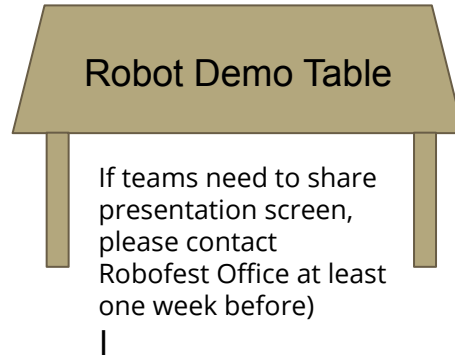 Robot Demo Table
If teams need to share
presentation screen,
please contact
Robofest Office at least
one week before)